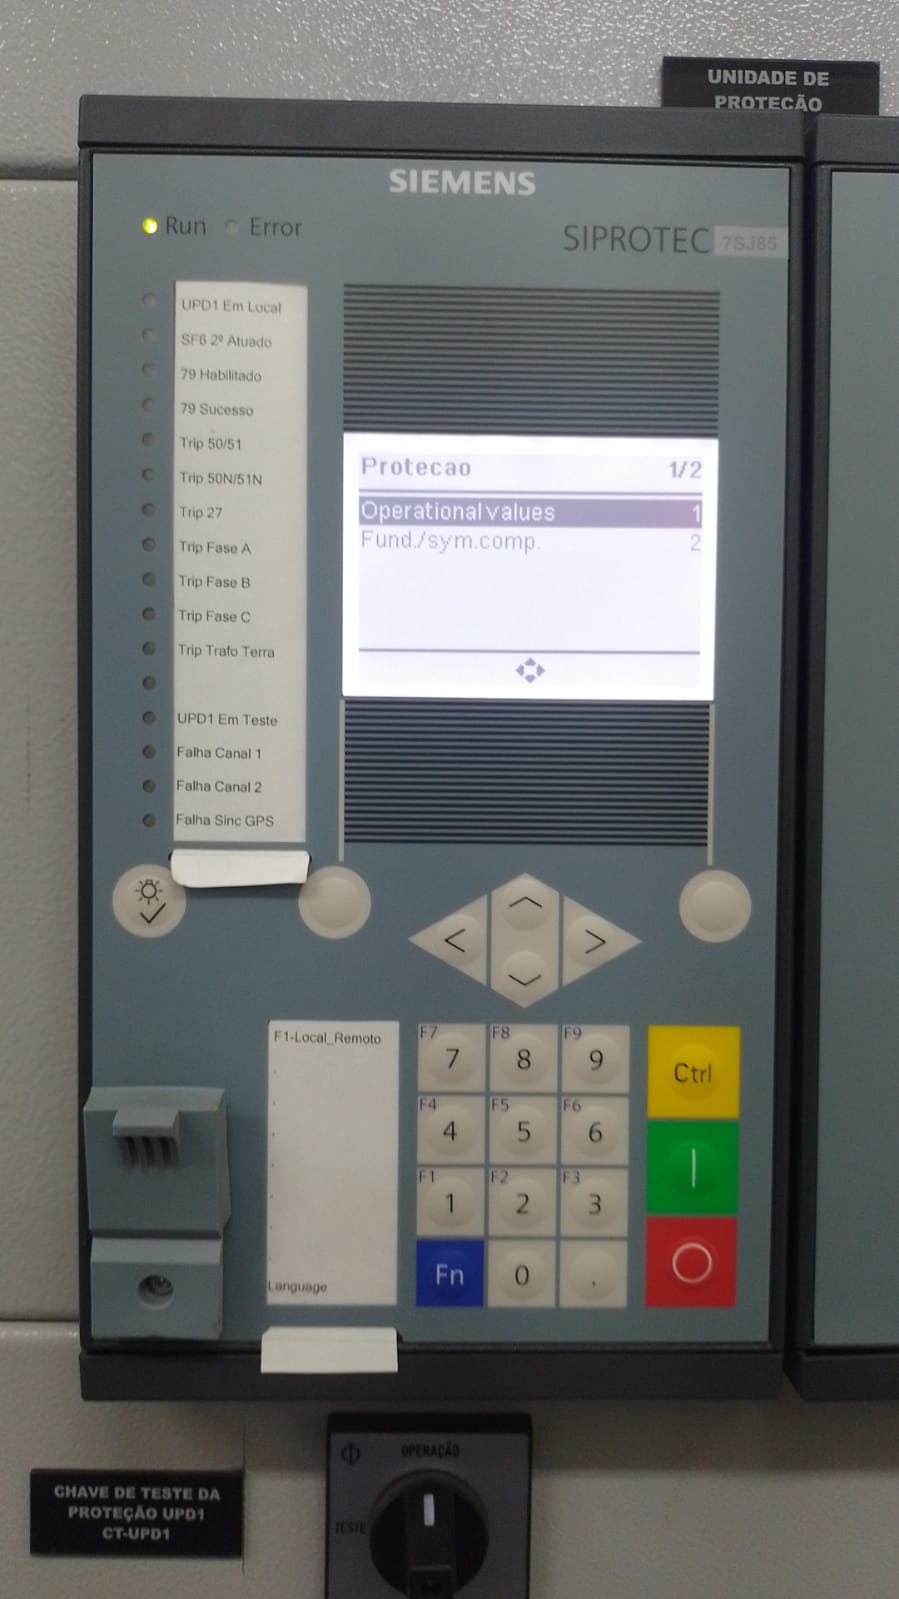 UNIDADE DE
PROTEÇÃO
SIEMENS
Run Error
SIPROTEC 7SJ85
UPD1 Em Local
SF6 2º Atuado
79 Habilitado
79 Sucesso
Trip 50/51
Trip 50N/51N
Trip 27
Trip Fase A
Trip Fase B
Trip Fase C
Trip Trafo Terra
UPD1 Em Teste
Falha Canal 1
Falha Canal 2
Falha Sinc GPS
Protecao 1/2
Operational values 1
Fund./sym.comp. 2
F1-Local_Remoto
Language
F7 7 F8 8 F9 9
Ctrl
F4 4 F5 5 F6 6
F1 1 F2 2 F3 3
Fn 0 .
OPERAÇÃO
TESTE
CHAVE DE TESTE DA
PROTEÇÃO UPD1
CT-UPD1